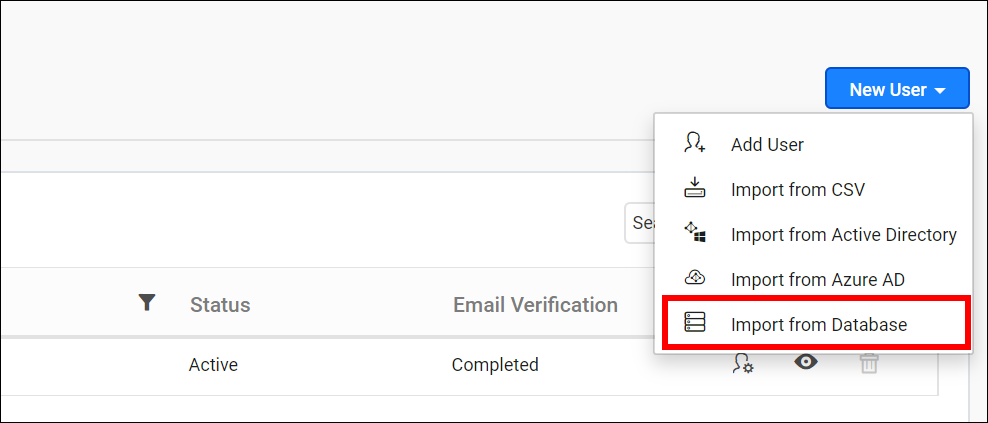 New User
Add User
Import from CSV
Sea
Import from Active Directory
Import from Azure AD
Status
Email Verification
Import from Database
Active
Completed